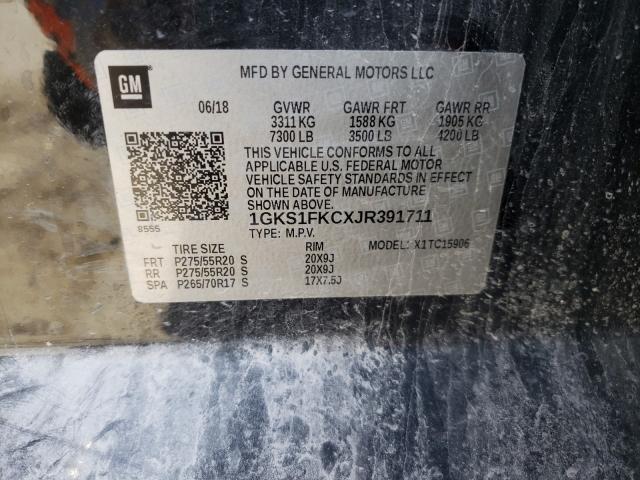 GM
MFD BY GENERAL MOTORS LLC
06/18 GVWR GAWR FRT GAWR RR
3311 KG 1588 KG 1905 KG
7300 LB 3500 LB 4200 LB
THIS VEHICLE CONFORMS TO ALL
APPLICABLE U.S. FEDERAL MOTOR
VEHICLE SAFETY STANDARDS IN EFFECT
ON THE DATE OF MANUFACTURE
SHOWN ABOVE.
8555
1GKS1FKCXJR391711
TYPE: M.P.V.
MODEL: X1TC15906
TIRE SIZE RIM
FRT P275/55R20 S 20X9J
RR P275/55R20 S 20X9J
SPA P265/70R17 S 17X7.5J